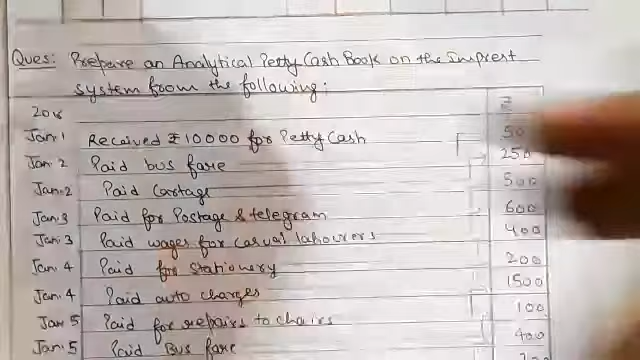 Ques: Prepare an Analytical Petty Cash Book on the Imprest
system from the following:
₹
Jan. 1 Received ₹10000 for Petty Cash 50
Jan. 2 Paid bus fare 250
Jan. 2 Paid Cartage 500
Jan. 3 Paid for Postage & telegram 600
Jan. 3 Paid wages for casual labourers 400
Jan. 4 Paid for stationery 200
Jan. 4 Paid auto charges 1500
Jan 5 Paid for repairs to chairs 100
Jan. 5 Paid Bus fare 400